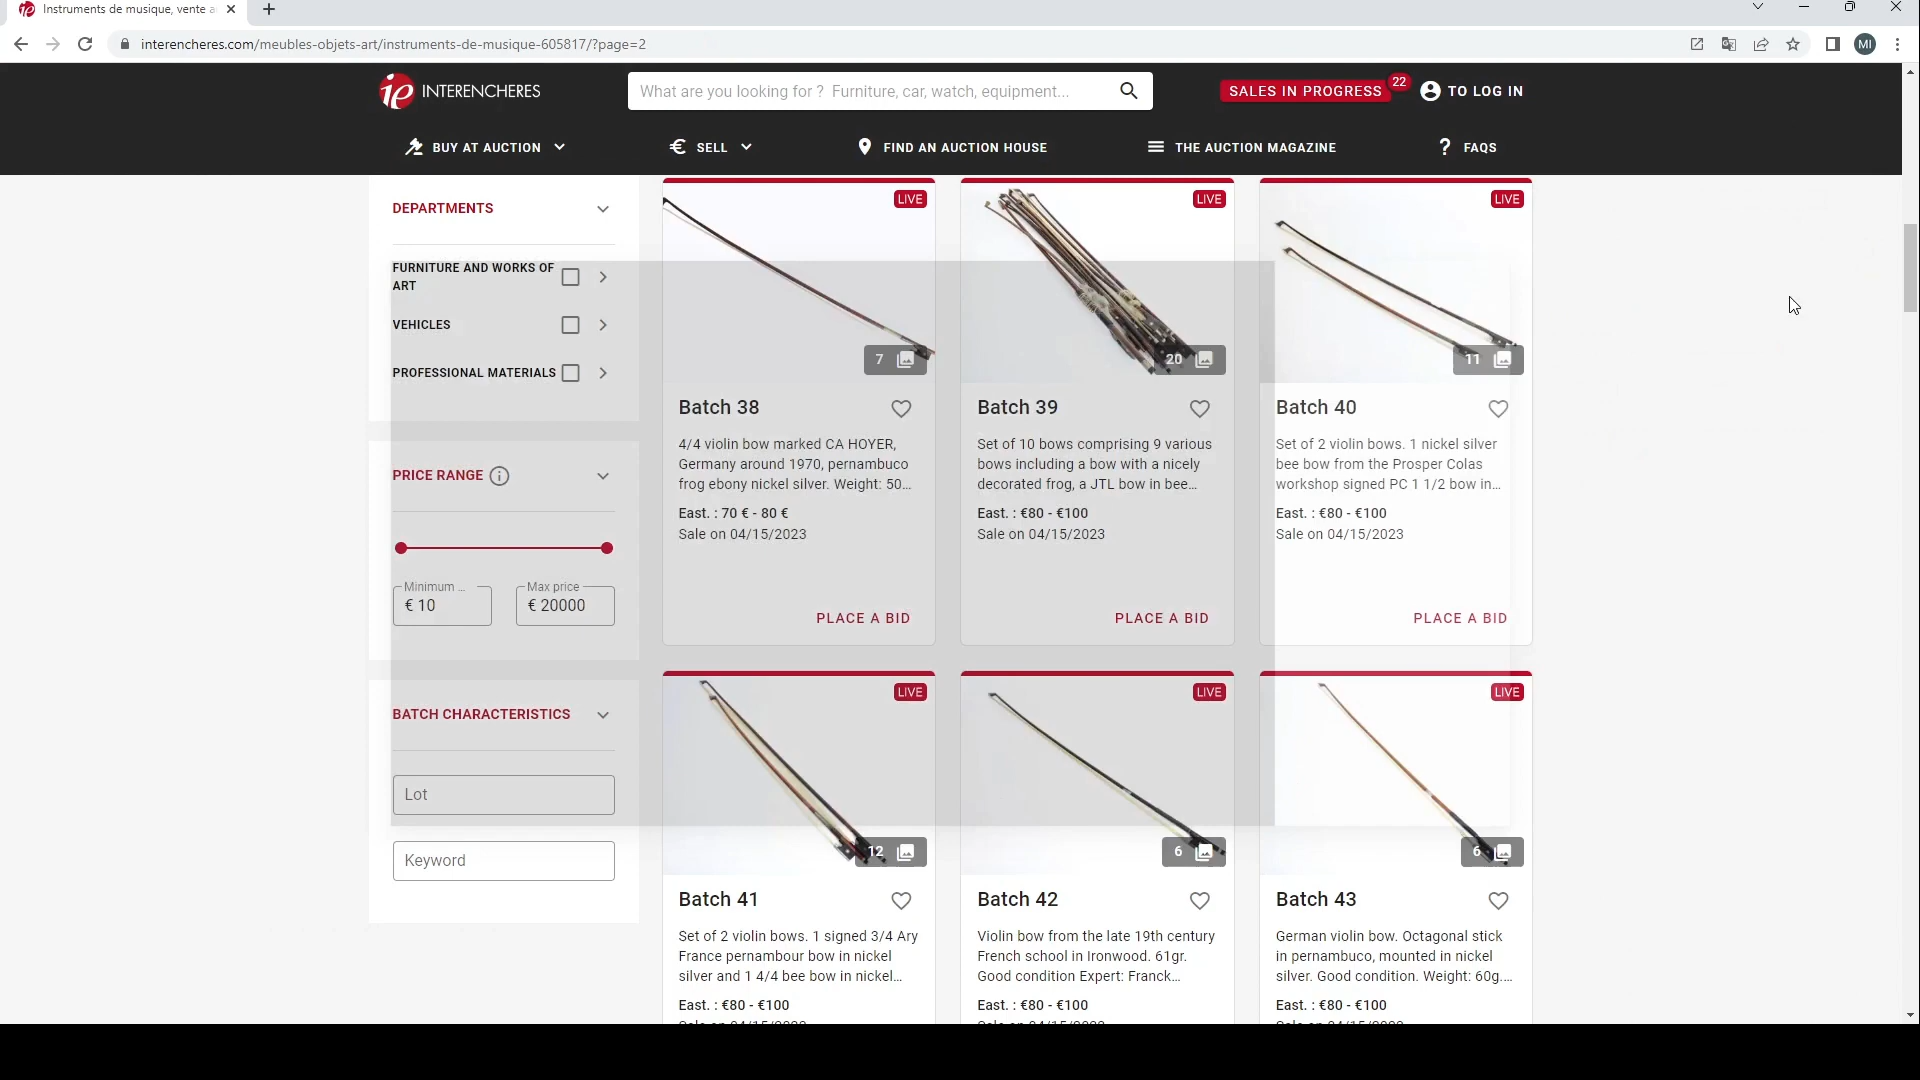 Instruments de musique, vente a
interencheres.com/meubles-objets-art/instruments-de-musique-605817/?page=2
MI
ie INTERENCHERES
What are you looking for ? Furniture, car, watch, equipment...
SALES IN PROGRESS 22
TO LOG IN
BUY AT AUCTION
€ SELL
FIND AN AUCTION HOUSE
THE AUCTION MAGAZINE
? FAQS
DEPARTMENTS
FURNITURE AND WORKS OF
ART
VEHICLES
PROFESSIONAL MATERIALS
PRICE RANGE
Minimum ...
€ 10
Max price
€ 20000
BATCH CHARACTERISTICS
Lot
Keyword
LIVE
7
Batch 38
4/4 violin bow marked CA HOYER,
Germany around 1970, pernambuco
frog ebony nickel silver. Weight: 50...
East. : 70 € - 80 €
Sale on 04/15/2023
PLACE A BID
LIVE
20
Batch 39
Set of 10 bows comprising 9 various
bows including a bow with a nicely
decorated frog, a JTL bow in bee...
East. : €80 - €100
Sale on 04/15/2023
PLACE A BID
LIVE
11
Batch 40
Set of 2 violin bows. 1 nickel silver
bee bow from the Prosper Colas
workshop signed PC 1 1/2 bow in...
East. : €80 - €100
Sale on 04/15/2023
PLACE A BID
LIVE
12
Batch 41
Set of 2 violin bows. 1 signed 3/4 Ary
France pernambour bow in nickel
silver and 1 4/4 bee bow in nickel...
East. : €80 - €100
Sale on 04/15/2023
LIVE
6
Batch 42
Violin bow from the late 19th century
French school in Ironwood. 61gr.
Good condition Expert: Franck...
East. : €80 - €100
Sale on 04/15/2023
LIVE
6
Batch 43
German violin bow. Octagonal stick
in pernambuco, mounted in nickel
silver. Good condition. Weight: 60g....
East. : €80 - €100
Sale on 04/15/2023